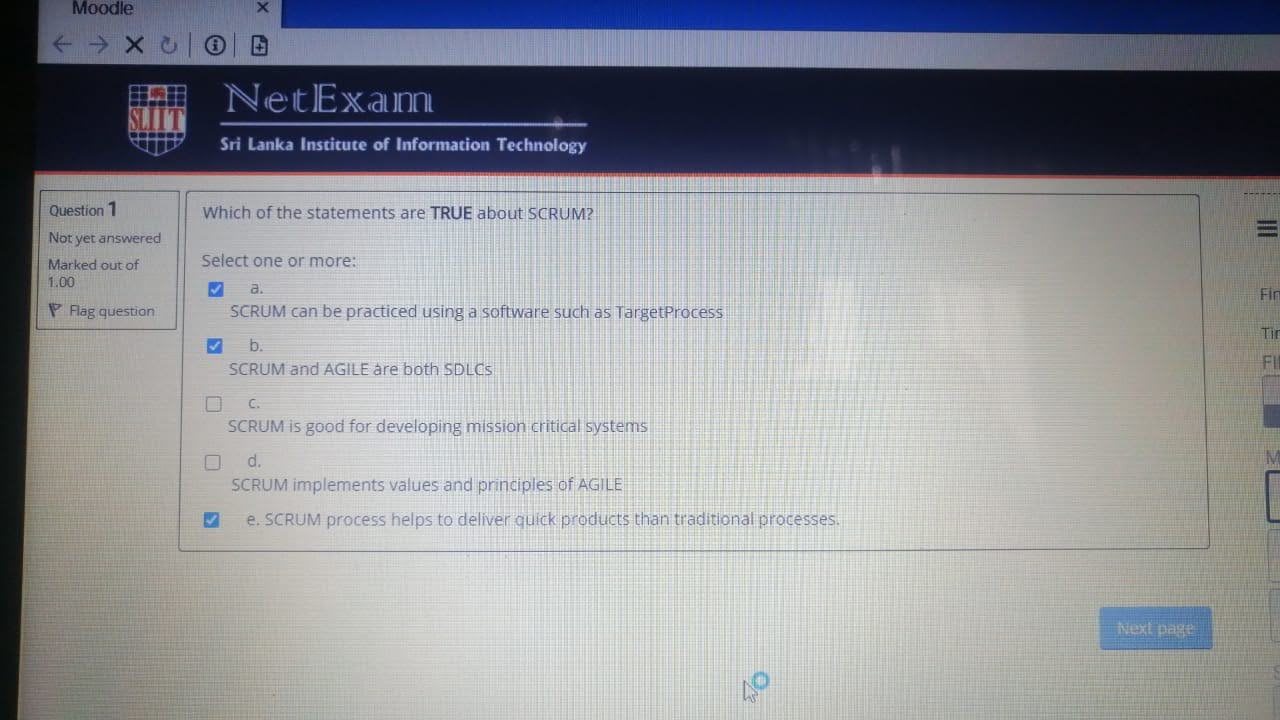 Moodle
SLIIT
NetExam
Sri Lanka Institute of Information Technology
Question 1
Not yet answered
Marked out of
1.00
Flag question
Which of the statements are TRUE about SCRUM?
Select one or more:
a.
SCRUM can be practiced using a software such as TargetProcess
b.
SCRUM and AGILE are both SDLCs
c.
SCRUM is good for developing mission critical systems
d.
SCRUM implements values and principles of AGILE
e. SCRUM process helps to deliver quick products than traditional processes.
Next page